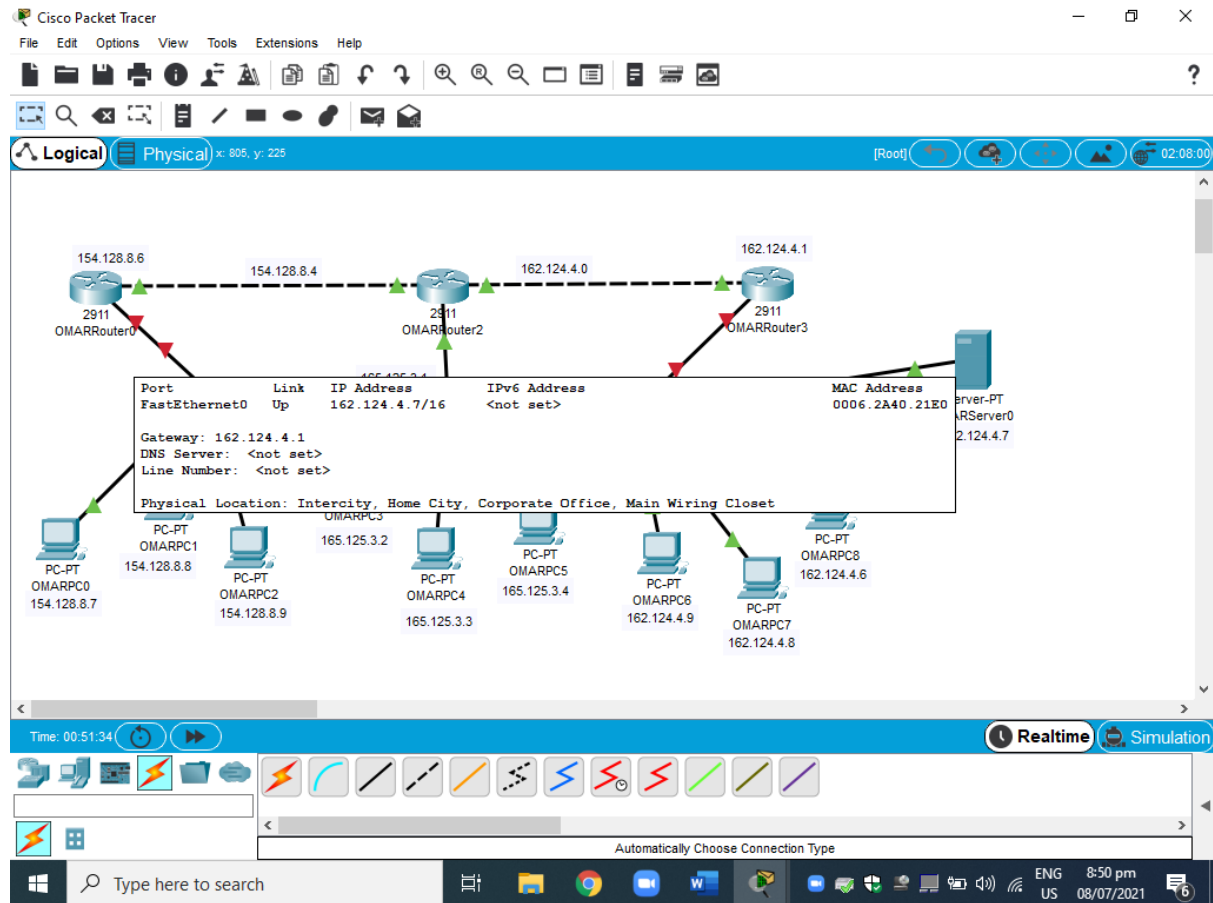 Cisco Packet Tracer
File Edit Options View Tools Extensions Help
Logical Physical x: 805, y: 225 [Root] 02:08:00
154.128.8.6
154.128.8.4
162.124.4.0
162.124.4.1
2911
OMARRouter0
2911
OMARRouter2
2911
OMARRouter3
Port Link IP Address IPv6 Address MAC Address
FastEthernet0 Up 162.124.4.7/16 <not set> 0006.2A40.21E0
Gateway: 162.124.4.1
DNS Server: <not set>
Line Number: <not set>
Physical Location: Intercity, Home City, Corporate Office, Main Wiring Closet
erver-PT
RServer0
2.124.4.7
PC-PT
OMARPC0
154.128.8.7
PC-PT
OMARPC1
154.128.8.8
PC-PT
OMARPC2
154.128.8.9
OMARPC3
165.125.3.2
PC-PT
OMARPC4
165.125.3.3
PC-PT
OMARPC5
165.125.3.4
PC-PT
OMARPC6
162.124.4.9
PC-PT
OMARPC7
162.124.4.8
PC-PT
OMARPC8
162.124.4.6
Time: 00:51:34 Realtime Simulation
Automatically Choose Connection Type
Type here to search
ENG
US
8:50 pm
08/07/2021
6